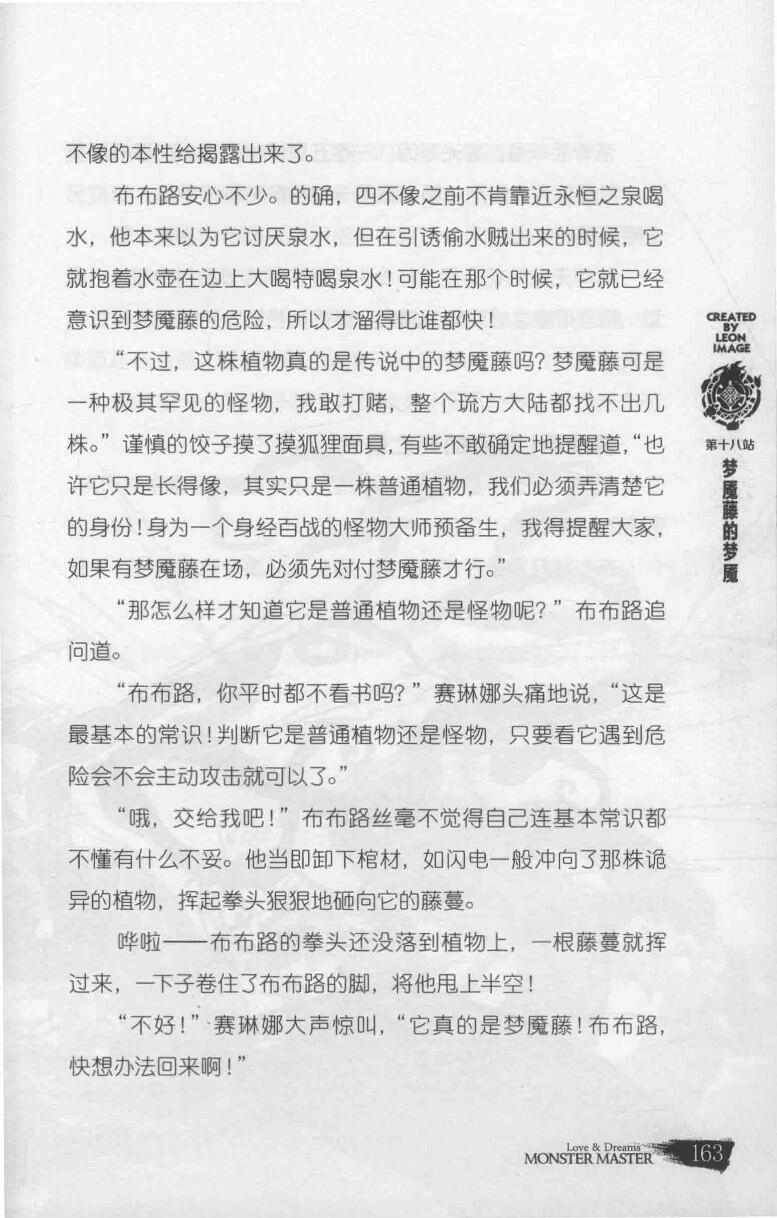 不像的本性给揭露出来了。
布布路安心不少。的确，四不像之前不肯靠近永恒之泉喝
水，他本来以为它讨厌泉水，但在引诱偷水贼出来的时候，它
就抱着水壶在边上大喝特喝泉水！可能在那个时候，它就已经
意识到梦魇藤的危险，所以才溜得比谁都快！
“不过，这株植物真的是传说中的梦魇藤吗？梦魇藤可是
一种极其罕见的怪物，我敢打赌，整个琉方大陆都找不出几
株。”谨慎的饺子摸了摸狐狸面具，有些不敢确定地提醒道，“也
许它只是长得像，其实只是一株普通植物，我们必须弄清楚它
的身份！身为一个身经百战的怪物大师预备生，我得提醒大家，
如果有梦魇藤在场，必须先对付梦魇藤才行。”
“那怎么样才知道它是普通植物还是怪物呢？”布布路追
问道。
“布布路，你平时都不看书吗？”赛琳娜头痛地说，“这是
最基本的常识！判断它是普通植物还是怪物，只要看它遇到危
险会不会主动攻击就可以了。”
“哦，交给我吧！”布布路丝毫不觉得自己连基本常识都
不懂有什么不妥。他当即卸下棺材，如闪电一般冲向了那株诡
异的植物，挥起拳头狠狠地砸向它的藤蔓。
哗啦——布布路的拳头还没落到植物上，一根藤蔓就挥
过来，一下子卷住了布布路的脚，将他甩上半空！
“不好！”赛琳娜大声惊叫，“它真的是梦魇藤！布布路，
快想办法回来啊！”
CREATED
BY
LEON
IMAGE
第十八站
梦魇藤的梦魇
Love & Dreams
MONSTER MASTER
163